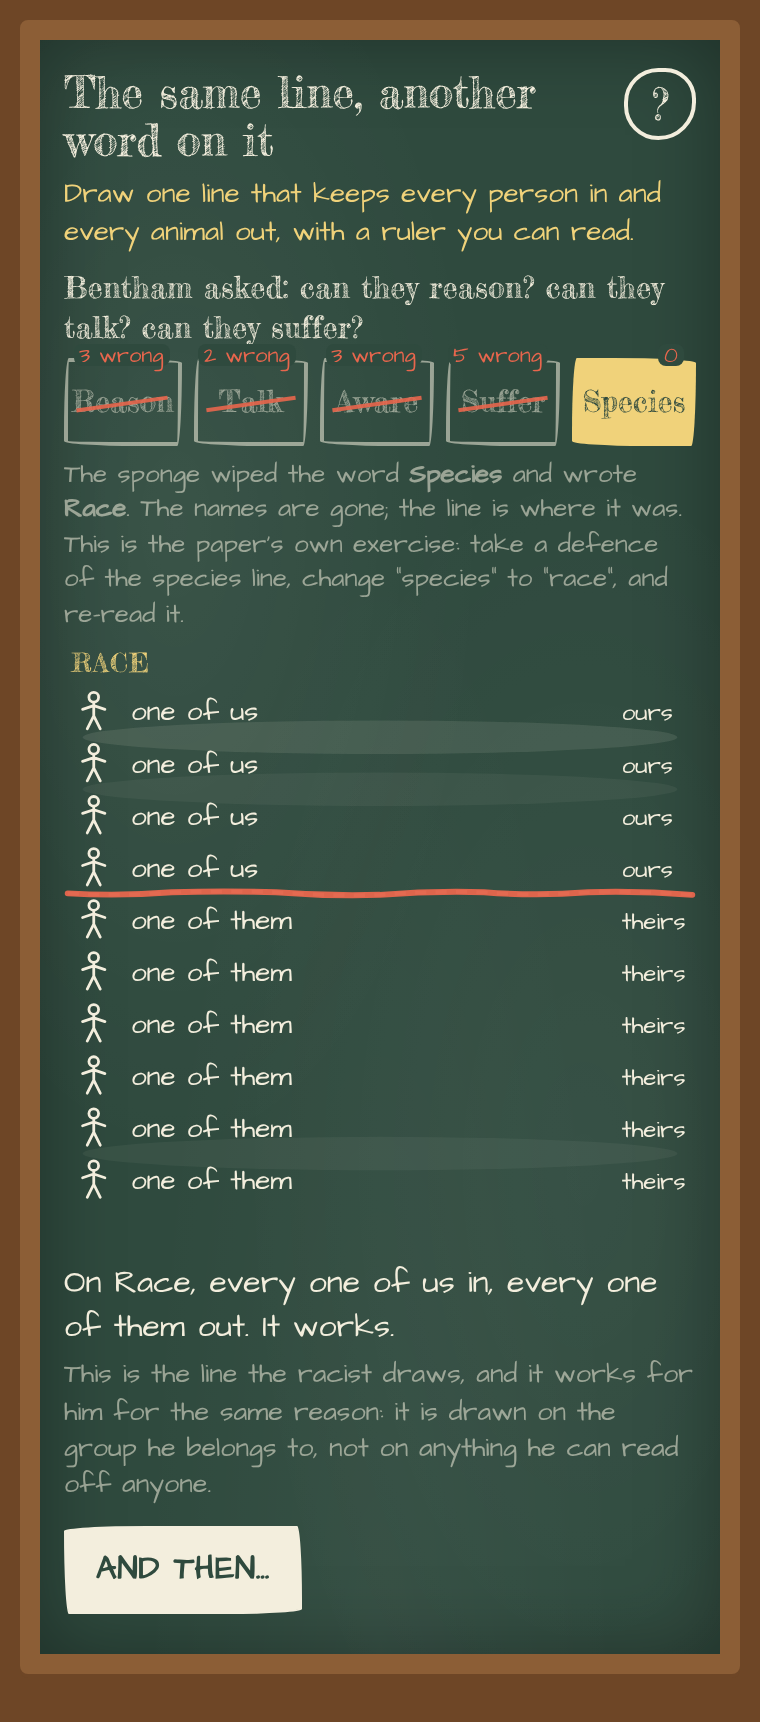 The same line, another
word on it
?
Draw one line that keeps every person in and
every animal out, with a ruler you can read.
Bentham asked: can they reason? can they
talk? can they suffer?
3 wrong 2 wrong 3 wrong 5 wrong 0
Reason Talk Aware Suffer Species
The sponge wiped the word Species and wrote
Race. The names are gone; the line is where it was.
This is the paper's own exercise: take a defence
of the species line, change "species" to "race", and
re-read it.
RACE
one of us ours
one of us ours
one of us ours
one of us ours
one of them theirs
one of them theirs
one of them theirs
one of them theirs
one of them theirs
one of them theirs
On Race, every one of us in, every one
of them out. It works.
This is the line the racist draws, and it works for
him for the same reason: it is drawn on the
group he belongs to, not on anything he can read
off anyone.
AND THEN...